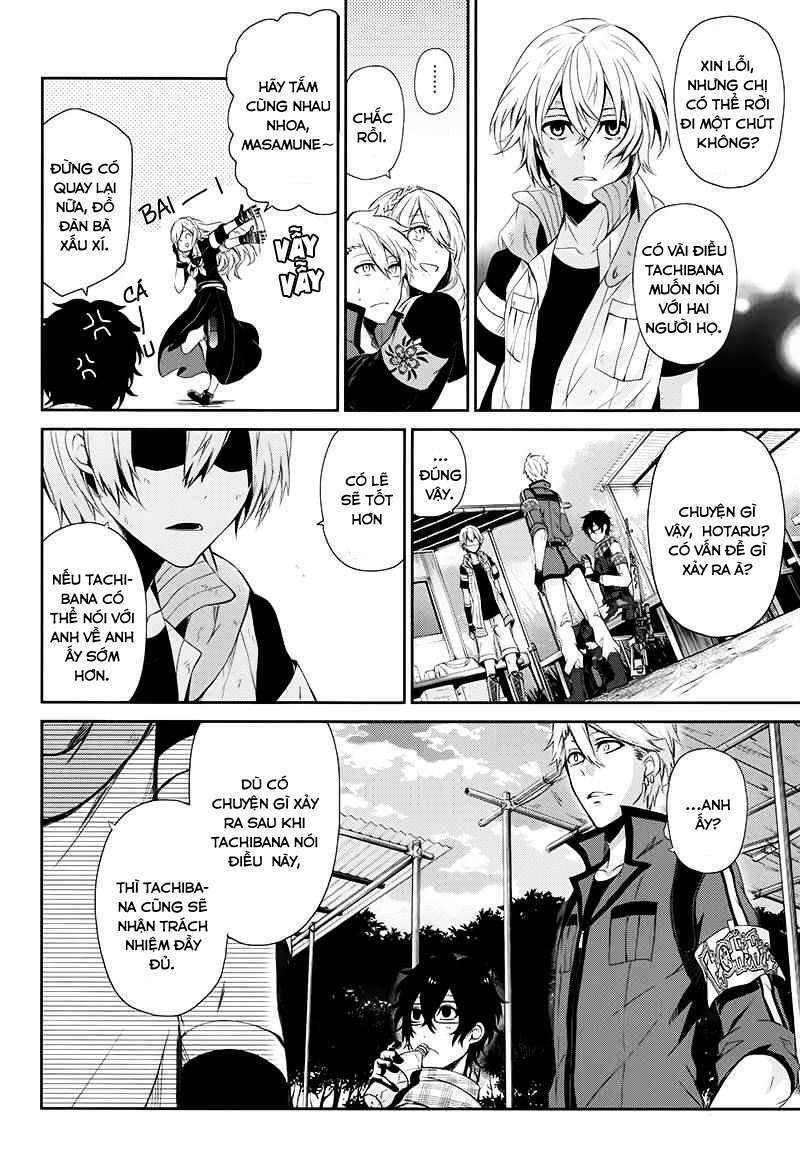 XIN LỖI,
NHƯNG CHỊ
CÓ THỂ RỜI
ĐI MỘT CHÚT
KHÔNG?
CÓ VÀI ĐIỀU
TACHIBANA
MUỐN NÓI
VỚI HAI
NGƯỜI HỌ.
......
CHẮC
RỒI.
HÃY TẮM
CÙNG NHAU
NHOA,
MASAMUNE~
VẪY
VẪY
BAI — I
ĐỪNG CÓ
QUAY LẠI
NỮA, ĐỒ
ĐÀN BÀ
XẤU XÍ.
CÁ
U
CHUYỆN GÌ
VẬY, HOTARU?
CÓ VẤN ĐỀ GÌ
XẢY RA À?
...
ĐÚNG
VẬY.
CÓ LẼ
SẼ TỐT
HƠN
NẾU TACHI-
BANA CÓ
THỂ NÓI VỚI
ANH VỀ ANH
ẤY SỚM
HƠN.
...ANH
ẤY?
DÙ CÓ
CHUYỆN GÌ XẢY
RA SAU KHI
TACHIBANA NÓI
ĐIỀU NÀY,
THÌ TACHIBA-
NA CŨNG SẼ
NHẬN TRÁCH
NHIỆM ĐẦY
ĐỦ.